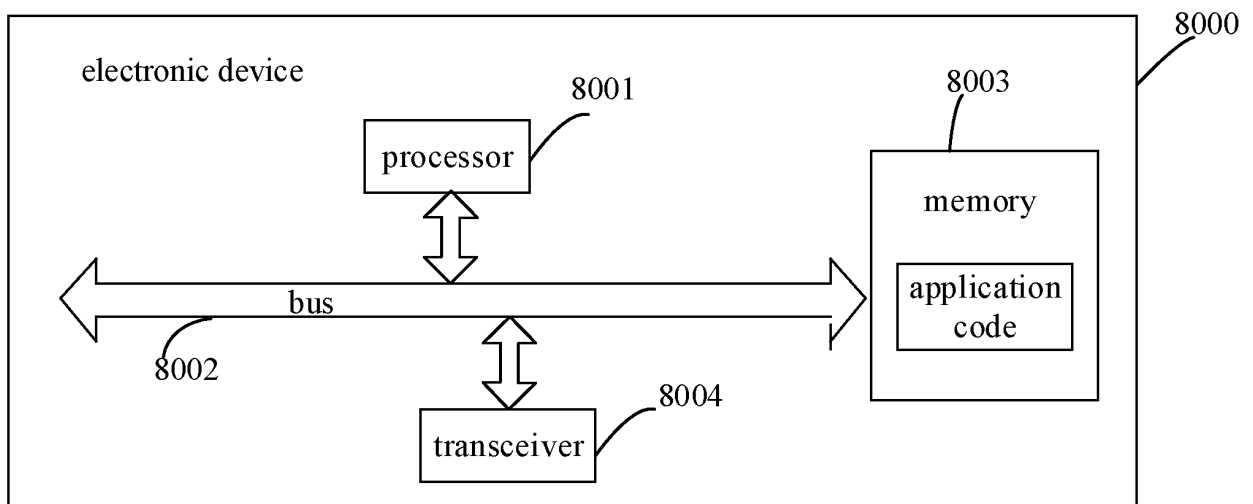 8000
electronic device
8001
8003
processor
memory
application
code
bus
8002
8004
transceiver